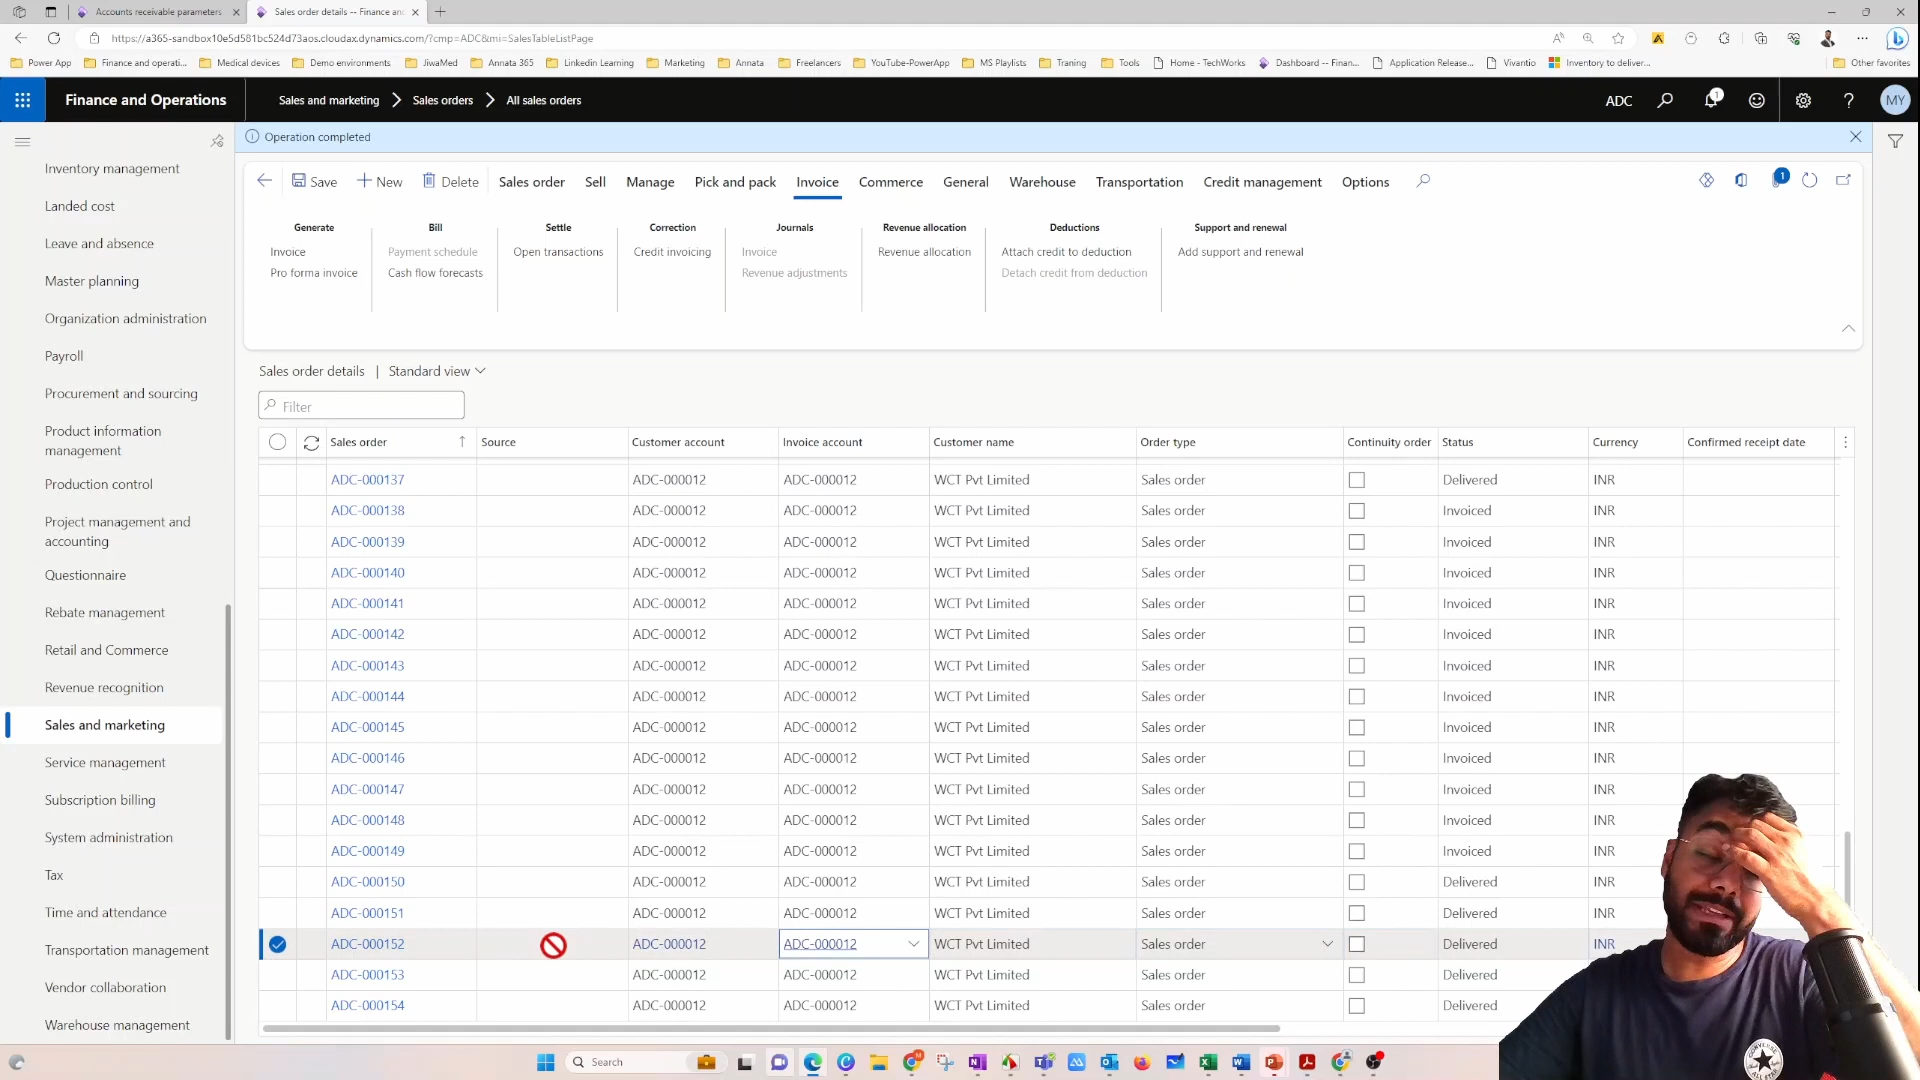 Accounts receivable parameters
Sales order details -- Finance and
https://a365-sandbox10e5d581bc524d73aos.cloudax.dynamics.com/?cmp=ADC&mi=SalesTableListPage
Power App Finance and operati... Medical devices Demo environments JiwaMed Annata 365 Linkedin Learning Marketing Annata Freelancers YouTube-PowerApp MS Playlists Traning Tools Home - TechWorks Dashboard -- Finan... Application Release... Vivantio Inventory to deliver... Other favorites
Finance and Operations Sales and marketing Sales orders All sales orders ADC 1 ? MY
Operation completed
Save New Delete Sales order Sell Manage Pick and pack Invoice Commerce General Warehouse Transportation Credit management Options 1
Generate Bill Settle Correction Journals Revenue allocation Deductions Support and renewal
Invoice Payment schedule Open transactions Credit invoicing Invoice Revenue allocation Attach credit to deduction Add support and renewal
Pro forma invoice Cash flow forecasts Revenue adjustments Detach credit from deduction
Inventory management
Landed cost
Leave and absence
Master planning
Organization administration
Payroll
Procurement and sourcing
Product information
management
Production control
Project management and
accounting
Questionnaire
Rebate management
Retail and Commerce
Revenue recognition
Sales and marketing
Service management
Subscription billing
System administration
Tax
Time and attendance
Transportation management
Vendor collaboration
Warehouse management
Sales order details | Standard view
Filter
Sales order Source Customer account Invoice account Customer name Order type Continuity order Status Currency Confirmed receipt date
ADC-000137 ADC-000012 ADC-000012 WCT Pvt Limited Sales order Delivered INR
ADC-000138 ADC-000012 ADC-000012 WCT Pvt Limited Sales order Invoiced INR
ADC-000139 ADC-000012 ADC-000012 WCT Pvt Limited Sales order Invoiced INR
ADC-000140 ADC-000012 ADC-000012 WCT Pvt Limited Sales order Invoiced INR
ADC-000141 ADC-000012 ADC-000012 WCT Pvt Limited Sales order Invoiced INR
ADC-000142 ADC-000012 ADC-000012 WCT Pvt Limited Sales order Invoiced INR
ADC-000143 ADC-000012 ADC-000012 WCT Pvt Limited Sales order Invoiced INR
ADC-000144 ADC-000012 ADC-000012 WCT Pvt Limited Sales order Invoiced INR
ADC-000145 ADC-000012 ADC-000012 WCT Pvt Limited Sales order Invoiced INR
ADC-000146 ADC-000012 ADC-000012 WCT Pvt Limited Sales order Invoiced INR
ADC-000147 ADC-000012 ADC-000012 WCT Pvt Limited Sales order Invoiced INR
ADC-000148 ADC-000012 ADC-000012 WCT Pvt Limited Sales order Invoiced INR
ADC-000149 ADC-000012 ADC-000012 WCT Pvt Limited Sales order Invoiced INR
ADC-000150 ADC-000012 ADC-000012 WCT Pvt Limited Sales order Delivered INR
ADC-000151 ADC-000012 ADC-000012 WCT Pvt Limited Sales order Delivered INR
ADC-000152 ADC-000012 ADC-000012 WCT Pvt Limited Sales order Delivered INR
ADC-000153 ADC-000012 ADC-000012 WCT Pvt Limited Sales order Delivered
ADC-000154 ADC-000012 ADC-000012 WCT Pvt Limited Sales order Delivered
Search
CONVERSE
ALL STAR